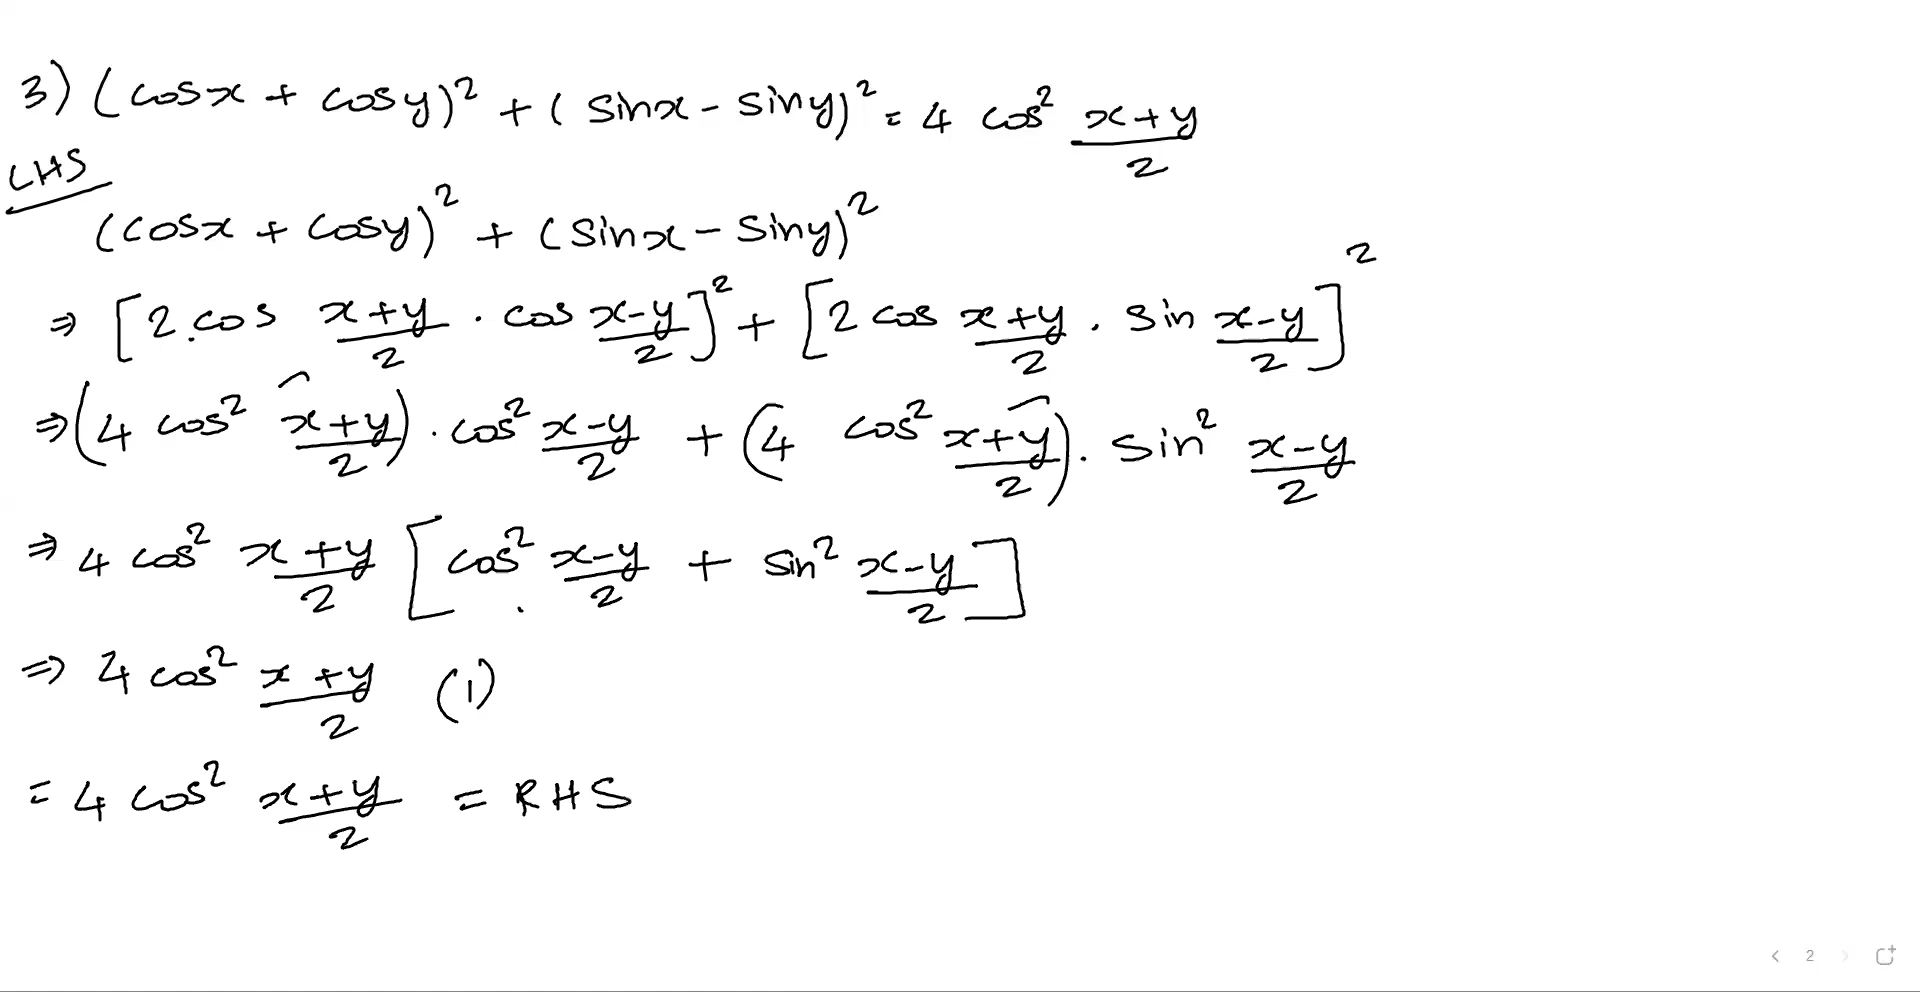 3) (cosx + cosy)² + (sinx - siny)² = 4 cos² (x+y)/2
LHS
(cosx + cosy)² + (sinx - siny)²
⇒ [2.cos (x+y)/2 . cos (x-y)/2]² + [2 cos (x+y)/2 . sin (x-y)/2]²
⇒ (4 cos² (x+y)/2) . cos² (x-y)/2 + (4 cos² (x+y)/2) . sin² (x-y)/2
⇒ 4 cos² (x+y)/2 [cos² (x-y)/2 + sin² (x-y)/2]
⇒ 4 cos² (x+y)/2 (1)
= 4 cos² (x+y)/2 = RHS
< 2 >